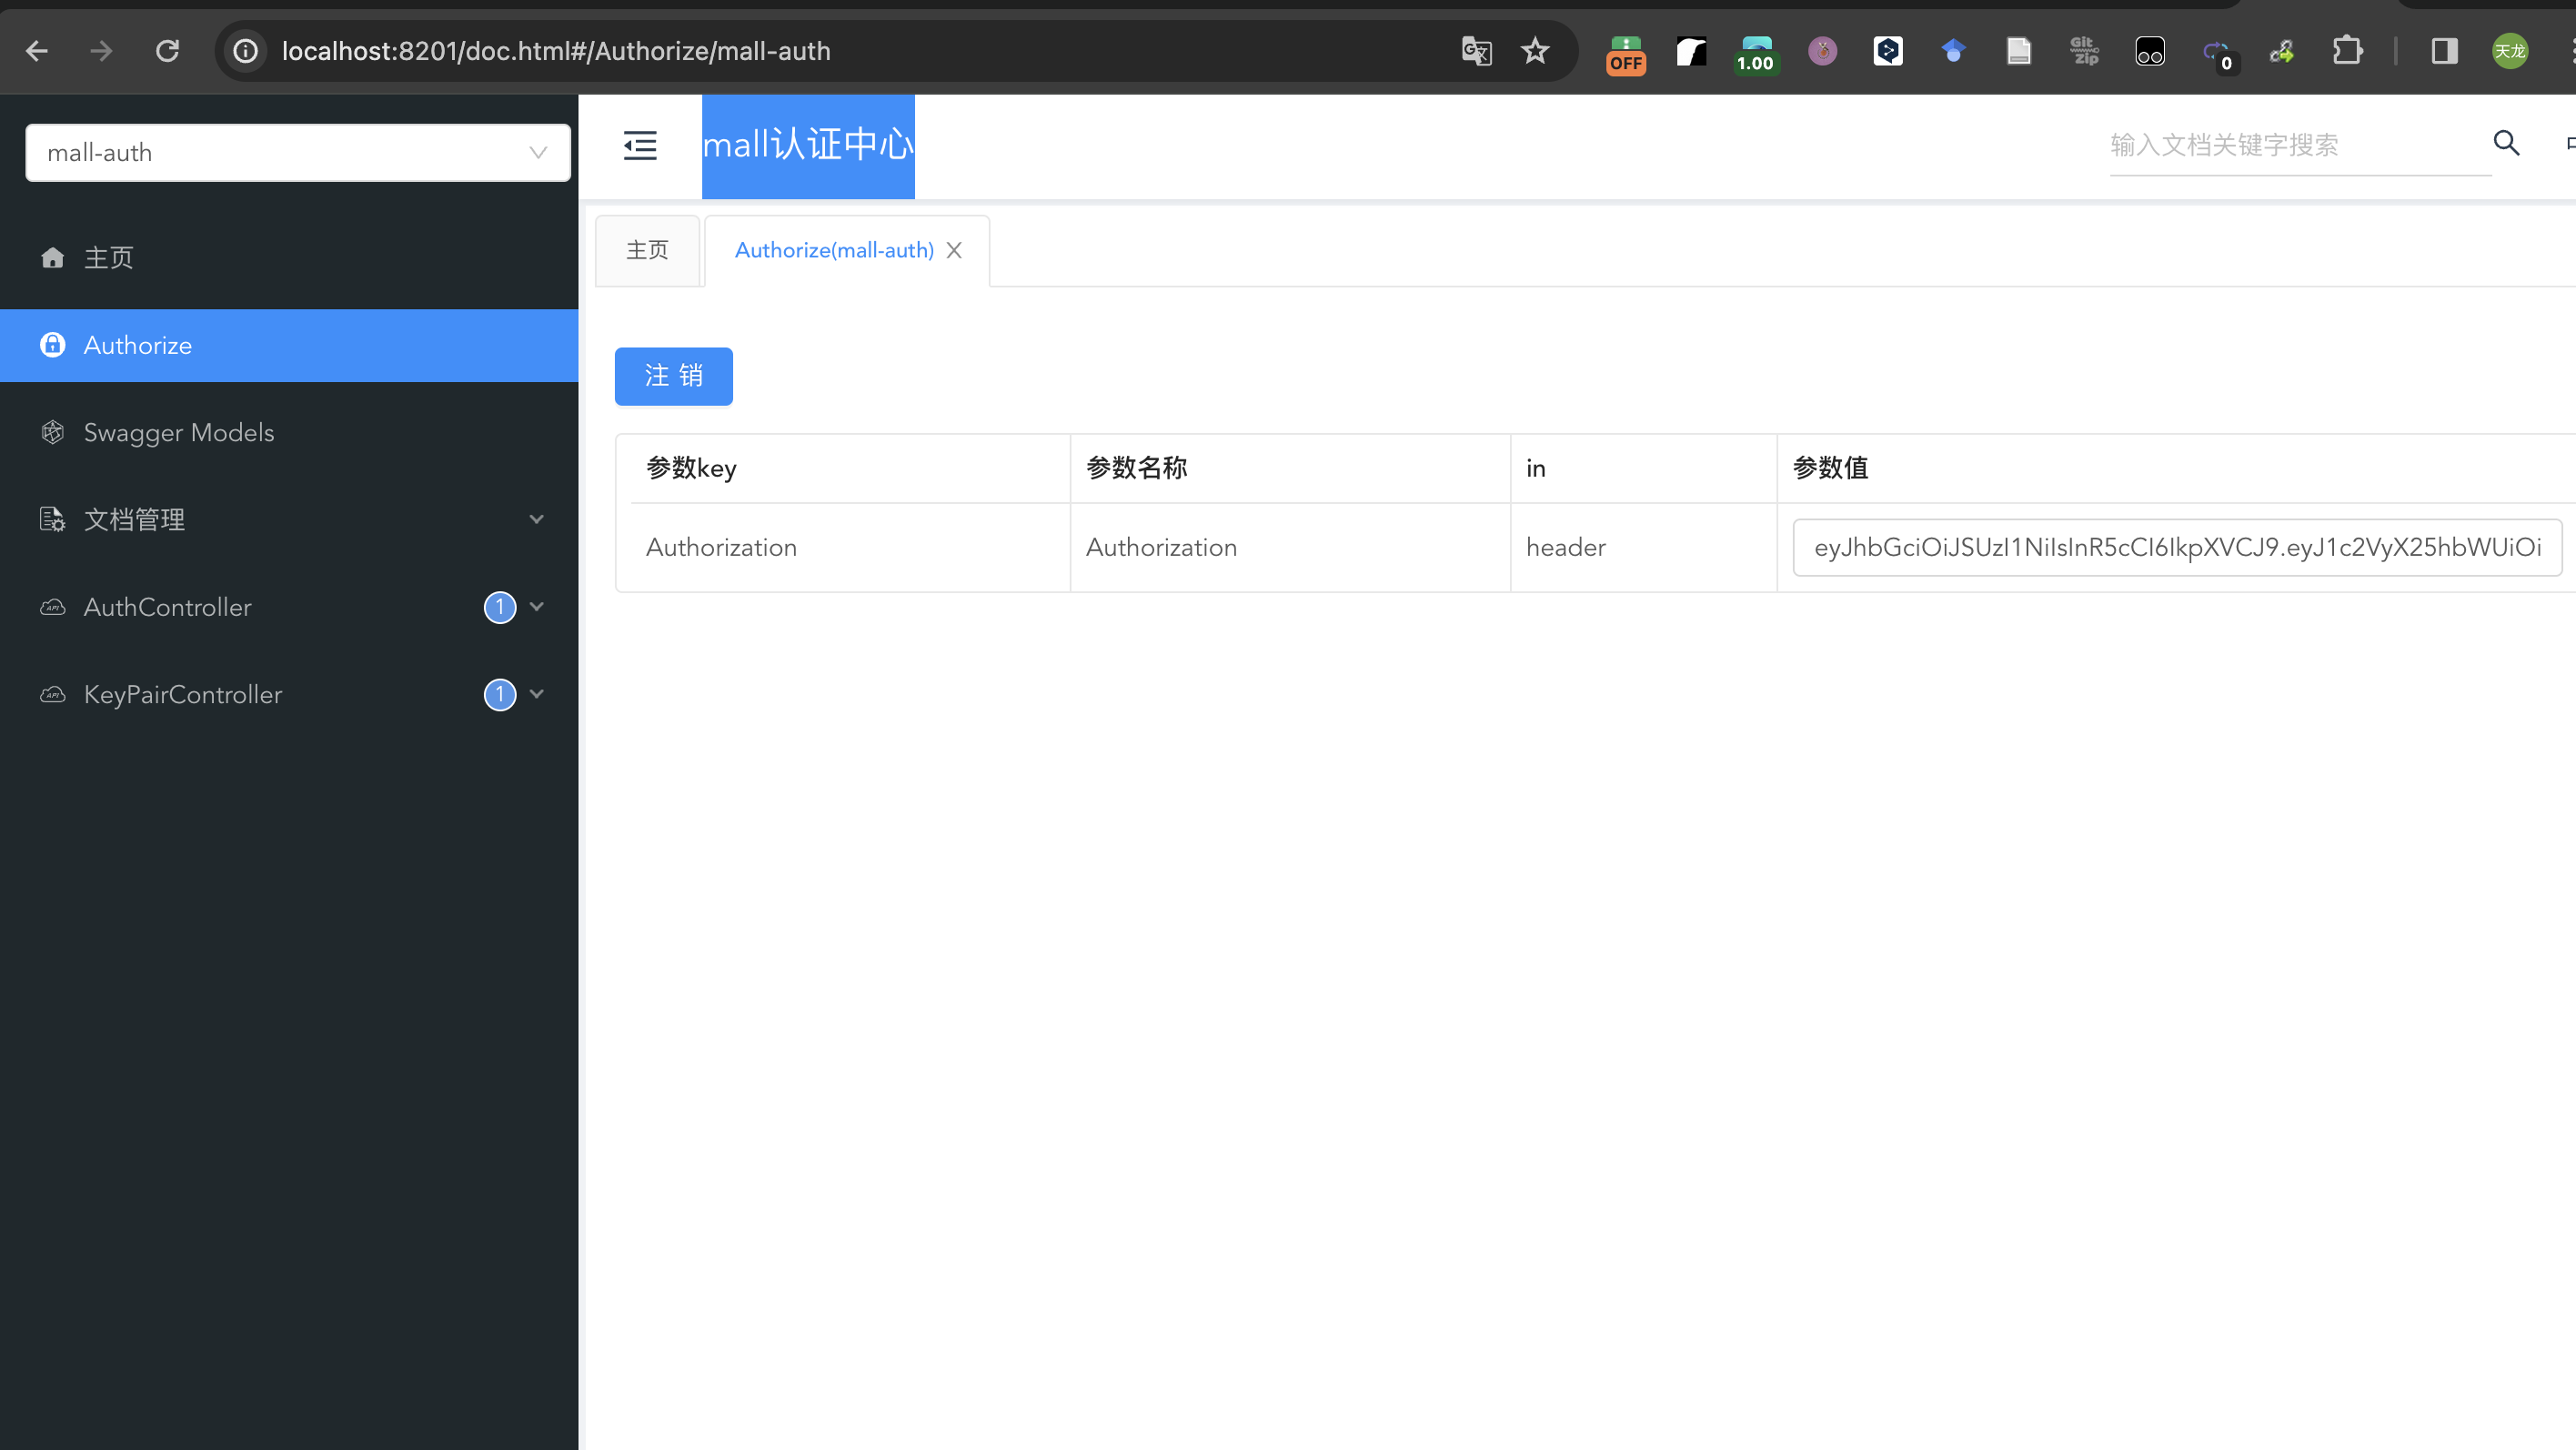 localhost:8201/doc.html#/Authorize/mall-auth
OFF
1.00
Git
zip
0
天龙
mall-auth
mall认证中心
输入文档关键字搜索
主页
Authorize
Swagger Models
文档管理
AuthController
1
KeyPairController
1
主页
Authorize(mall-auth)
注 销
参数key
参数名称
in
参数值
Authorization
Authorization
header
eyJhbGciOiJSUzI1NiIsInR5cCI6IkpXVCJ9.eyJ1c2VyX25hbWUiOi